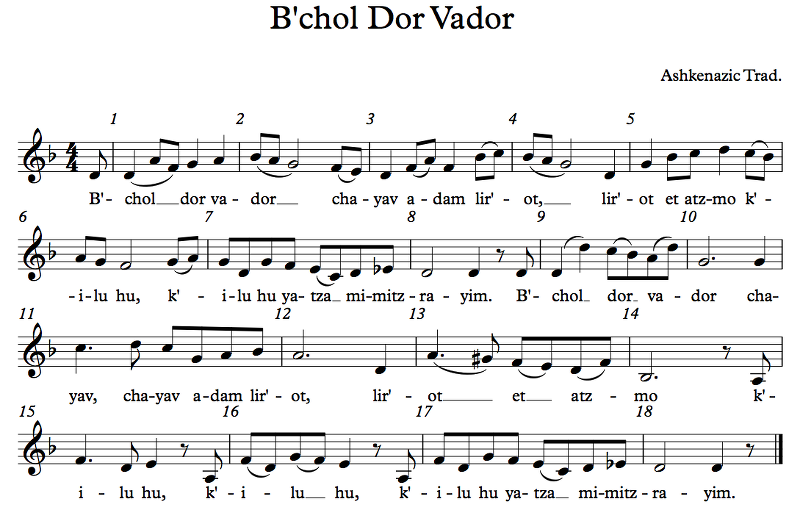 B'chol Dor Vador
Ashkenazic Trad.
1 2 3 4 5
4
4
B'- chol dor va - dor cha - yav a - dam lir' - ot, lir' - ot et atz - mo k' -
6 7 8 9 10
- i - lu hu, k' - i - lu hu ya - tza mi - mitz - ra - yim. B'- chol dor va - dor cha-
11 12 13 14
yav, cha-yav a-dam lir' - ot, lir' - ot et atz - mo k'-
15 16 17 18
i - lu hu, k' - i - lu hu, k' - i - lu hu ya - tza mi - mitz - ra - yim.